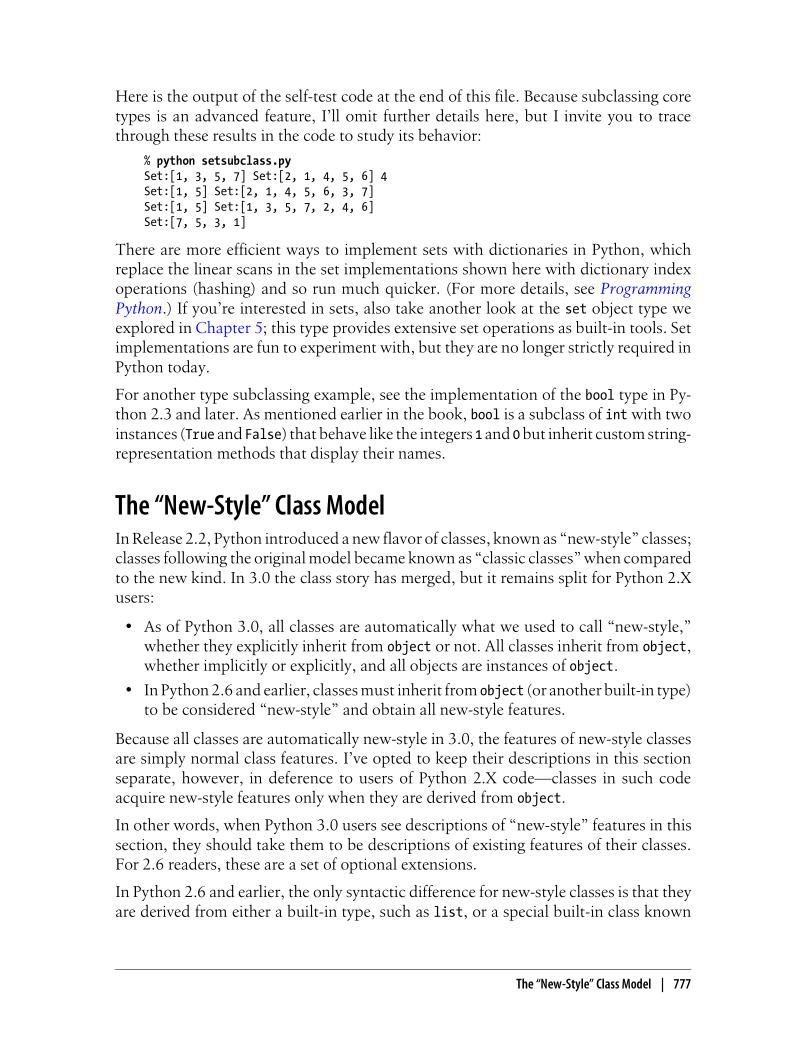 Here is the output of the self-test code at the end of this file. Because subclassing core
types is an advanced feature, I’ll omit further details here, but I invite you to trace
through these results in the code to study its behavior:
% python setsubclass.py
Set:[1, 3, 5, 7] Set:[2, 1, 4, 5, 6] 4
Set:[1, 5] Set:[2, 1, 4, 5, 6, 3, 7]
Set:[1, 5] Set:[1, 3, 5, 7, 2, 4, 6]
Set:[7, 5, 3, 1]
There are more efficient ways to implement sets with dictionaries in Python, which
replace the linear scans in the set implementations shown here with dictionary index
operations (hashing) and so run much quicker. (For more details, see Programming
Python.) If you’re interested in sets, also take another look at the set object type we
explored in Chapter 5; this type provides extensive set operations as built-in tools. Set
implementations are fun to experiment with, but they are no longer strictly required in
Python today.
For another type subclassing example, see the implementation of the bool type in Py-
thon 2.3 and later. As mentioned earlier in the book, bool is a subclass of int with two
instances (True and False) that behave like the integers 1 and 0 but inherit custom string-
representation methods that display their names.
The “New-Style” Class Model
In Release 2.2, Python introduced a new flavor of classes, known as “new-style” classes;
classes following the original model became known as “classic classes” when compared
to the new kind. In 3.0 the class story has merged, but it remains split for Python 2.X
users:
• As of Python 3.0, all classes are automatically what we used to call “new-style,”
whether they explicitly inherit from object or not. All classes inherit from object,
whether implicitly or explicitly, and all objects are instances of object.
• In Python 2.6 and earlier, classes must inherit from object (or another built-in type)
to be considered “new-style” and obtain all new-style features.
Because all classes are automatically new-style in 3.0, the features of new-style classes
are simply normal class features. I’ve opted to keep their descriptions in this section
separate, however, in deference to users of Python 2.X code—classes in such code
acquire new-style features only when they are derived from object.
In other words, when Python 3.0 users see descriptions of “new-style” features in this
section, they should take them to be descriptions of existing features of their classes.
For 2.6 readers, these are a set of optional extensions.
In Python 2.6 and earlier, the only syntactic difference for new-style classes is that they
are derived from either a built-in type, such as list, or a special built-in class known
The “New-Style” Class Model | 777